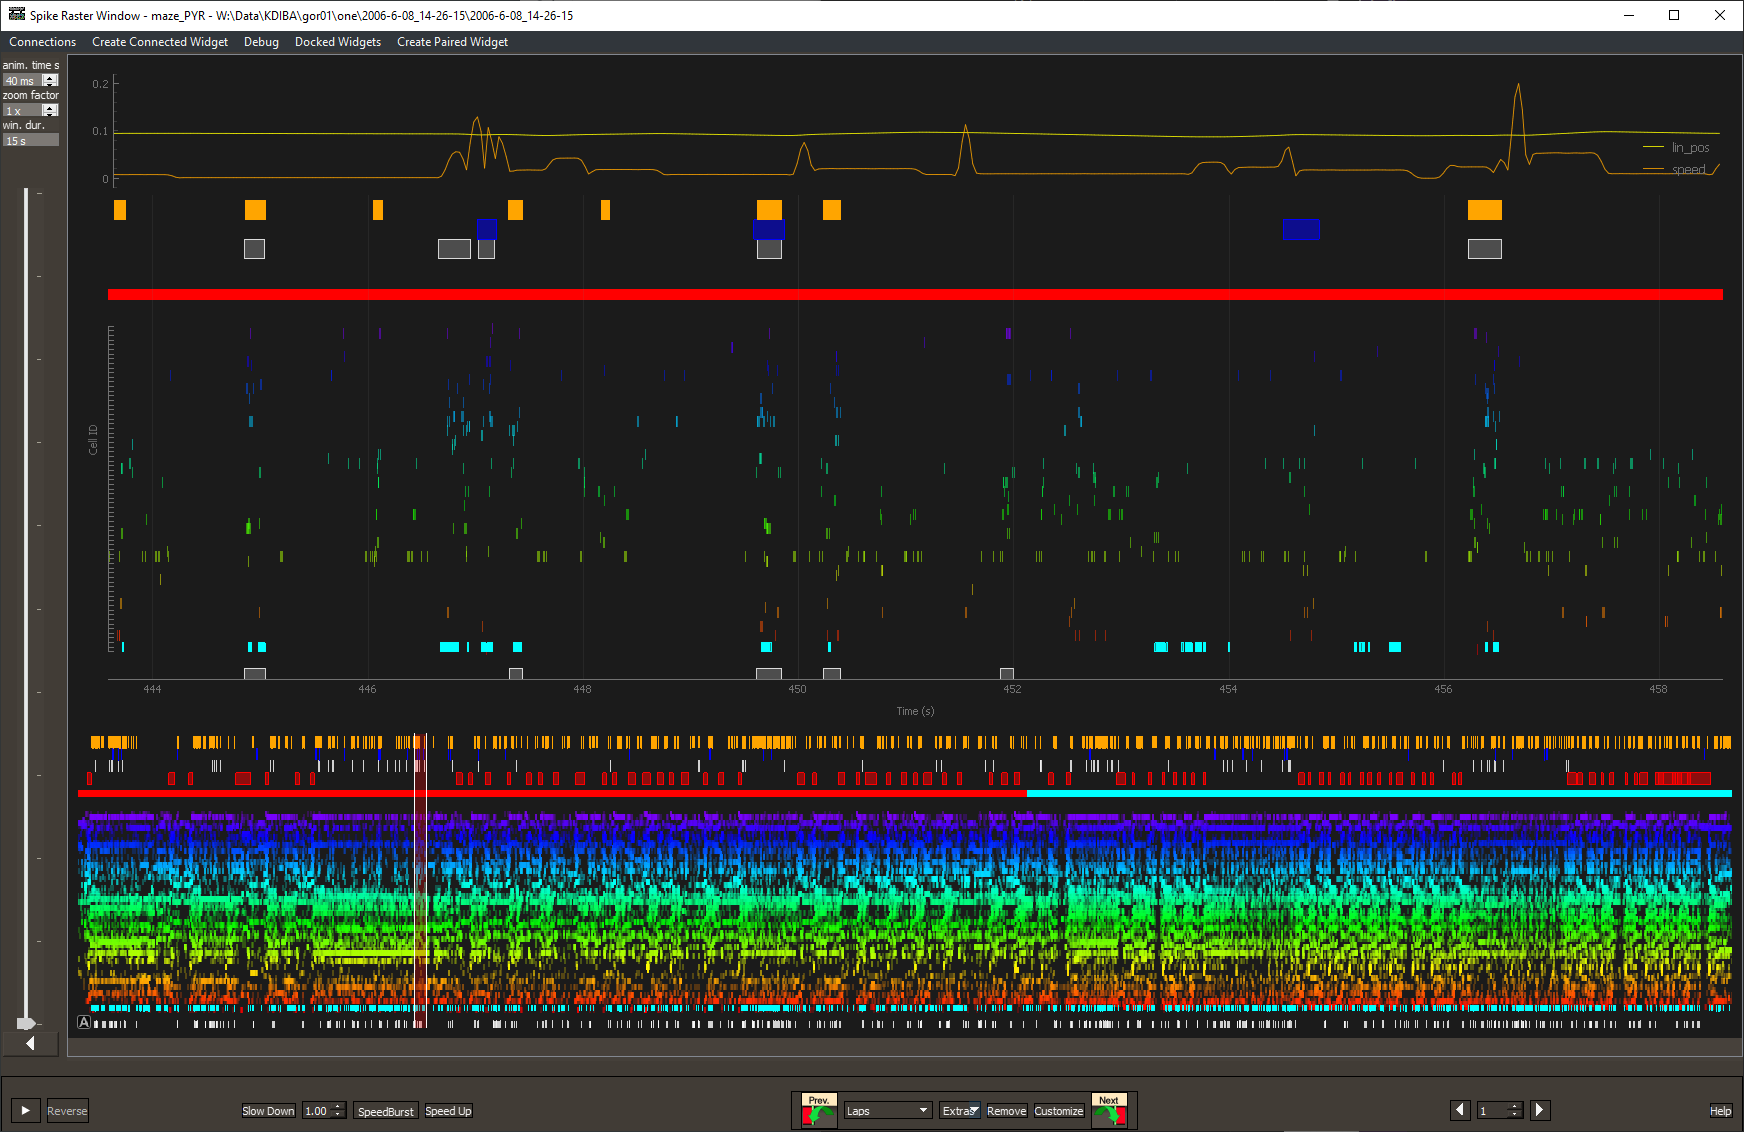 Spike Raster Window - maze_PYR - W:\Data\KDIBA\gor01\one\2006-6-08_14-26-15\2006-6-08_14-26-15
Connections Create Connected Widget Debug Docked Widgets Create Paired Widget
anim. time s
40 ms
zoom factor
1 x
win. dur.
15 s
0.2
0.1
0
lin_pos
speed
Cell ID
444 446 448 450 452 454 456 458
Time (s)
A
Reverse
Slow Down 1.00 SpeedBurst Speed Up
Prev. Laps Extras Remove Customize Next
1
Help